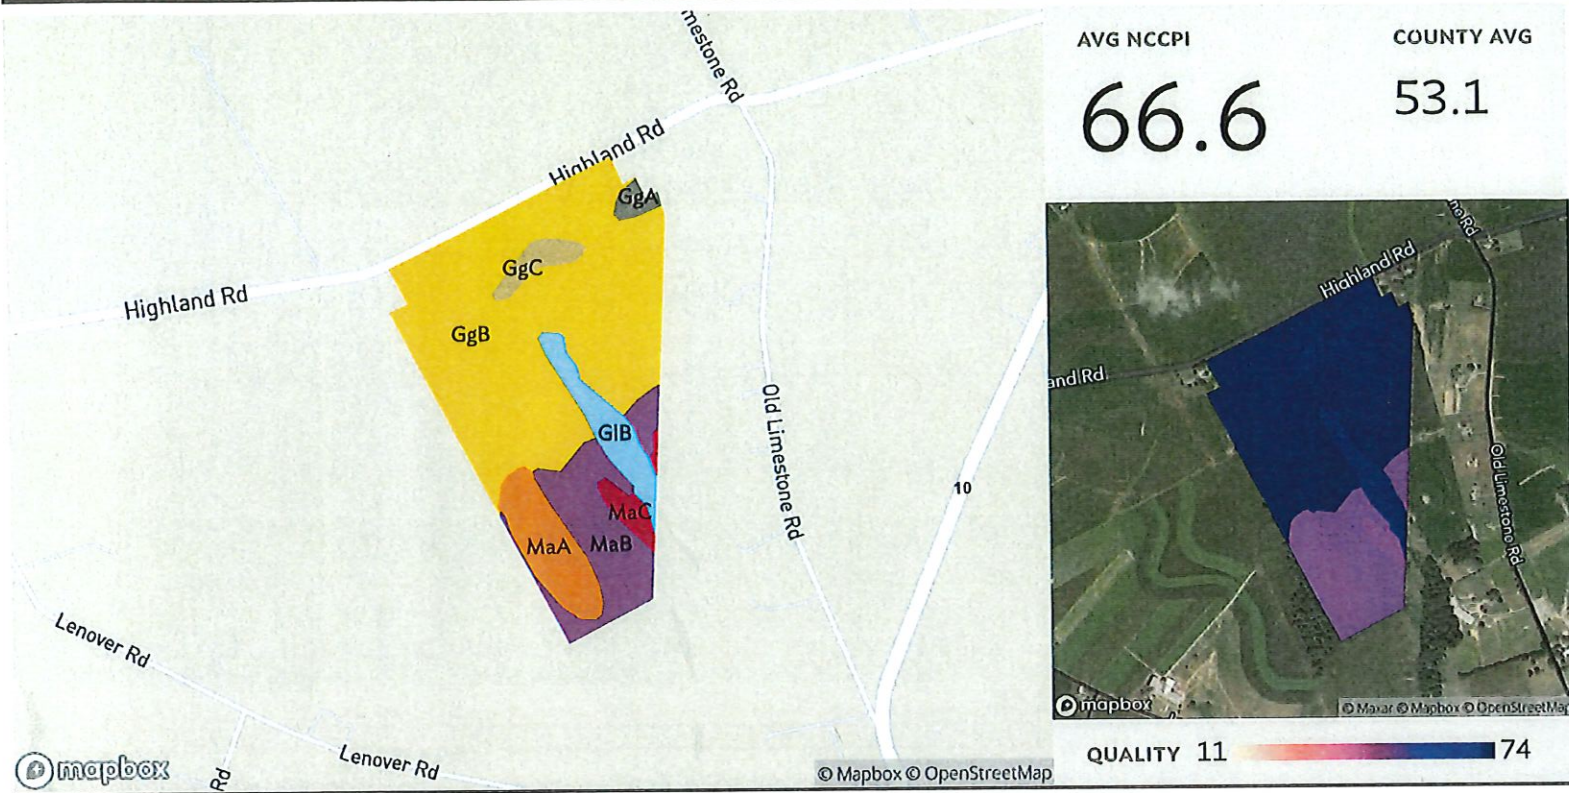 mestone Rd
Highland Rd
GgA
GgC
Highland Rd
GgB
Old Limestone Rd
GlB
10
MaC
MaA
MaB
Lenover Rd
Lenover Rd
Rd
mapbox
© Mapbox © OpenStreetMap
AVG NCCPI
COUNTY AVG
66.6
53.1
ne Rd
Highland Rd
and Rd
Old Limestone Rd
mapbox
© Maxar © Mapbox © OpenStreetMap
QUALITY 11
74